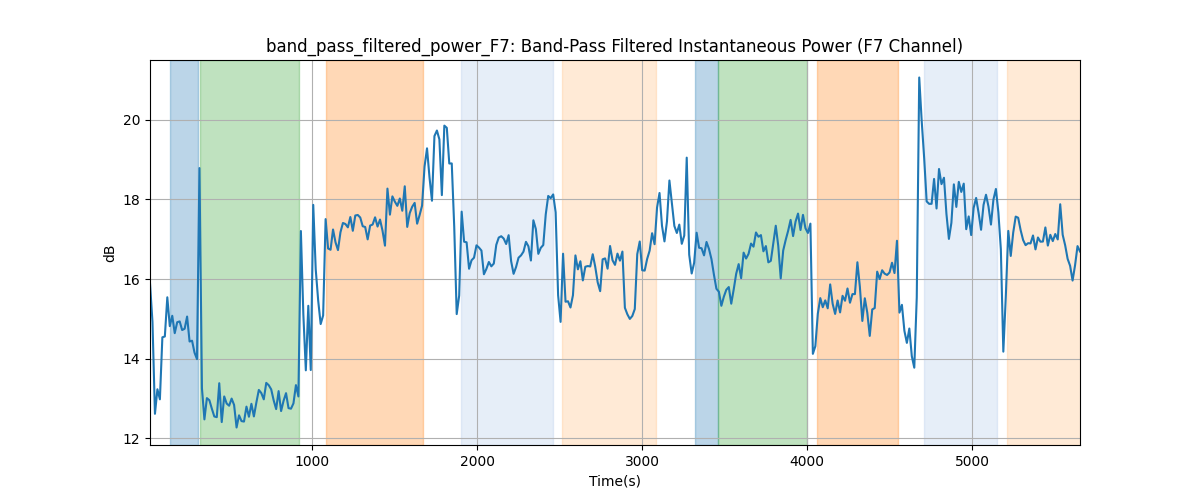 band_pass_filtered_power_F7: Band-Pass Filtered Instantaneous Power (F7 Channel)
dB
20
18
16
14
12
1000 2000 3000 4000 5000
Time(s)